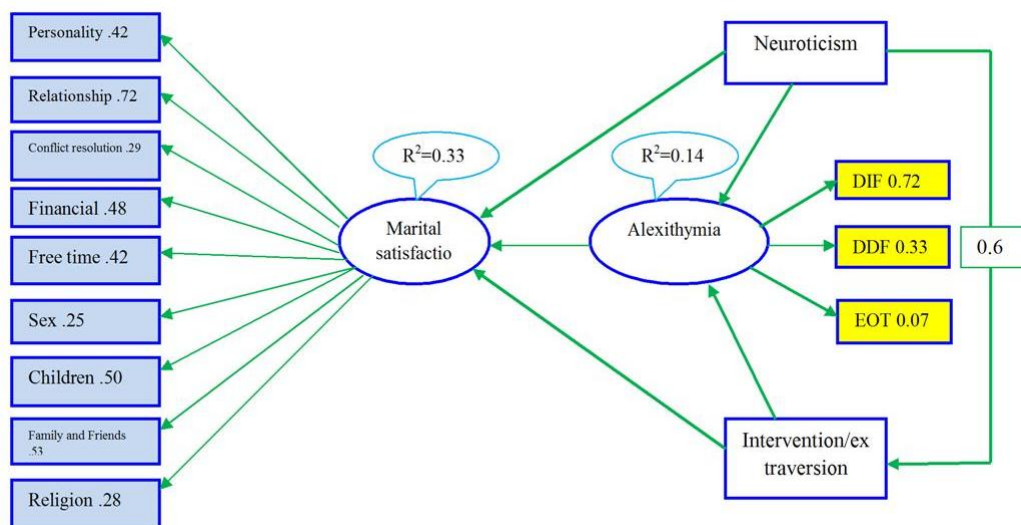 Personality .42
Relationship .72
Conflict resolution .29
Financial .48
Free time .42
Sex .25
Children .50
Family and Friends
.53
Religion .28
R²=0.33
Marital
satisfactio
R²=0.14
Alexithymia
Neuroticism
DIF 0.72
DDF 0.33
EOT 0.07
0.6
Intervention/ex
traversion